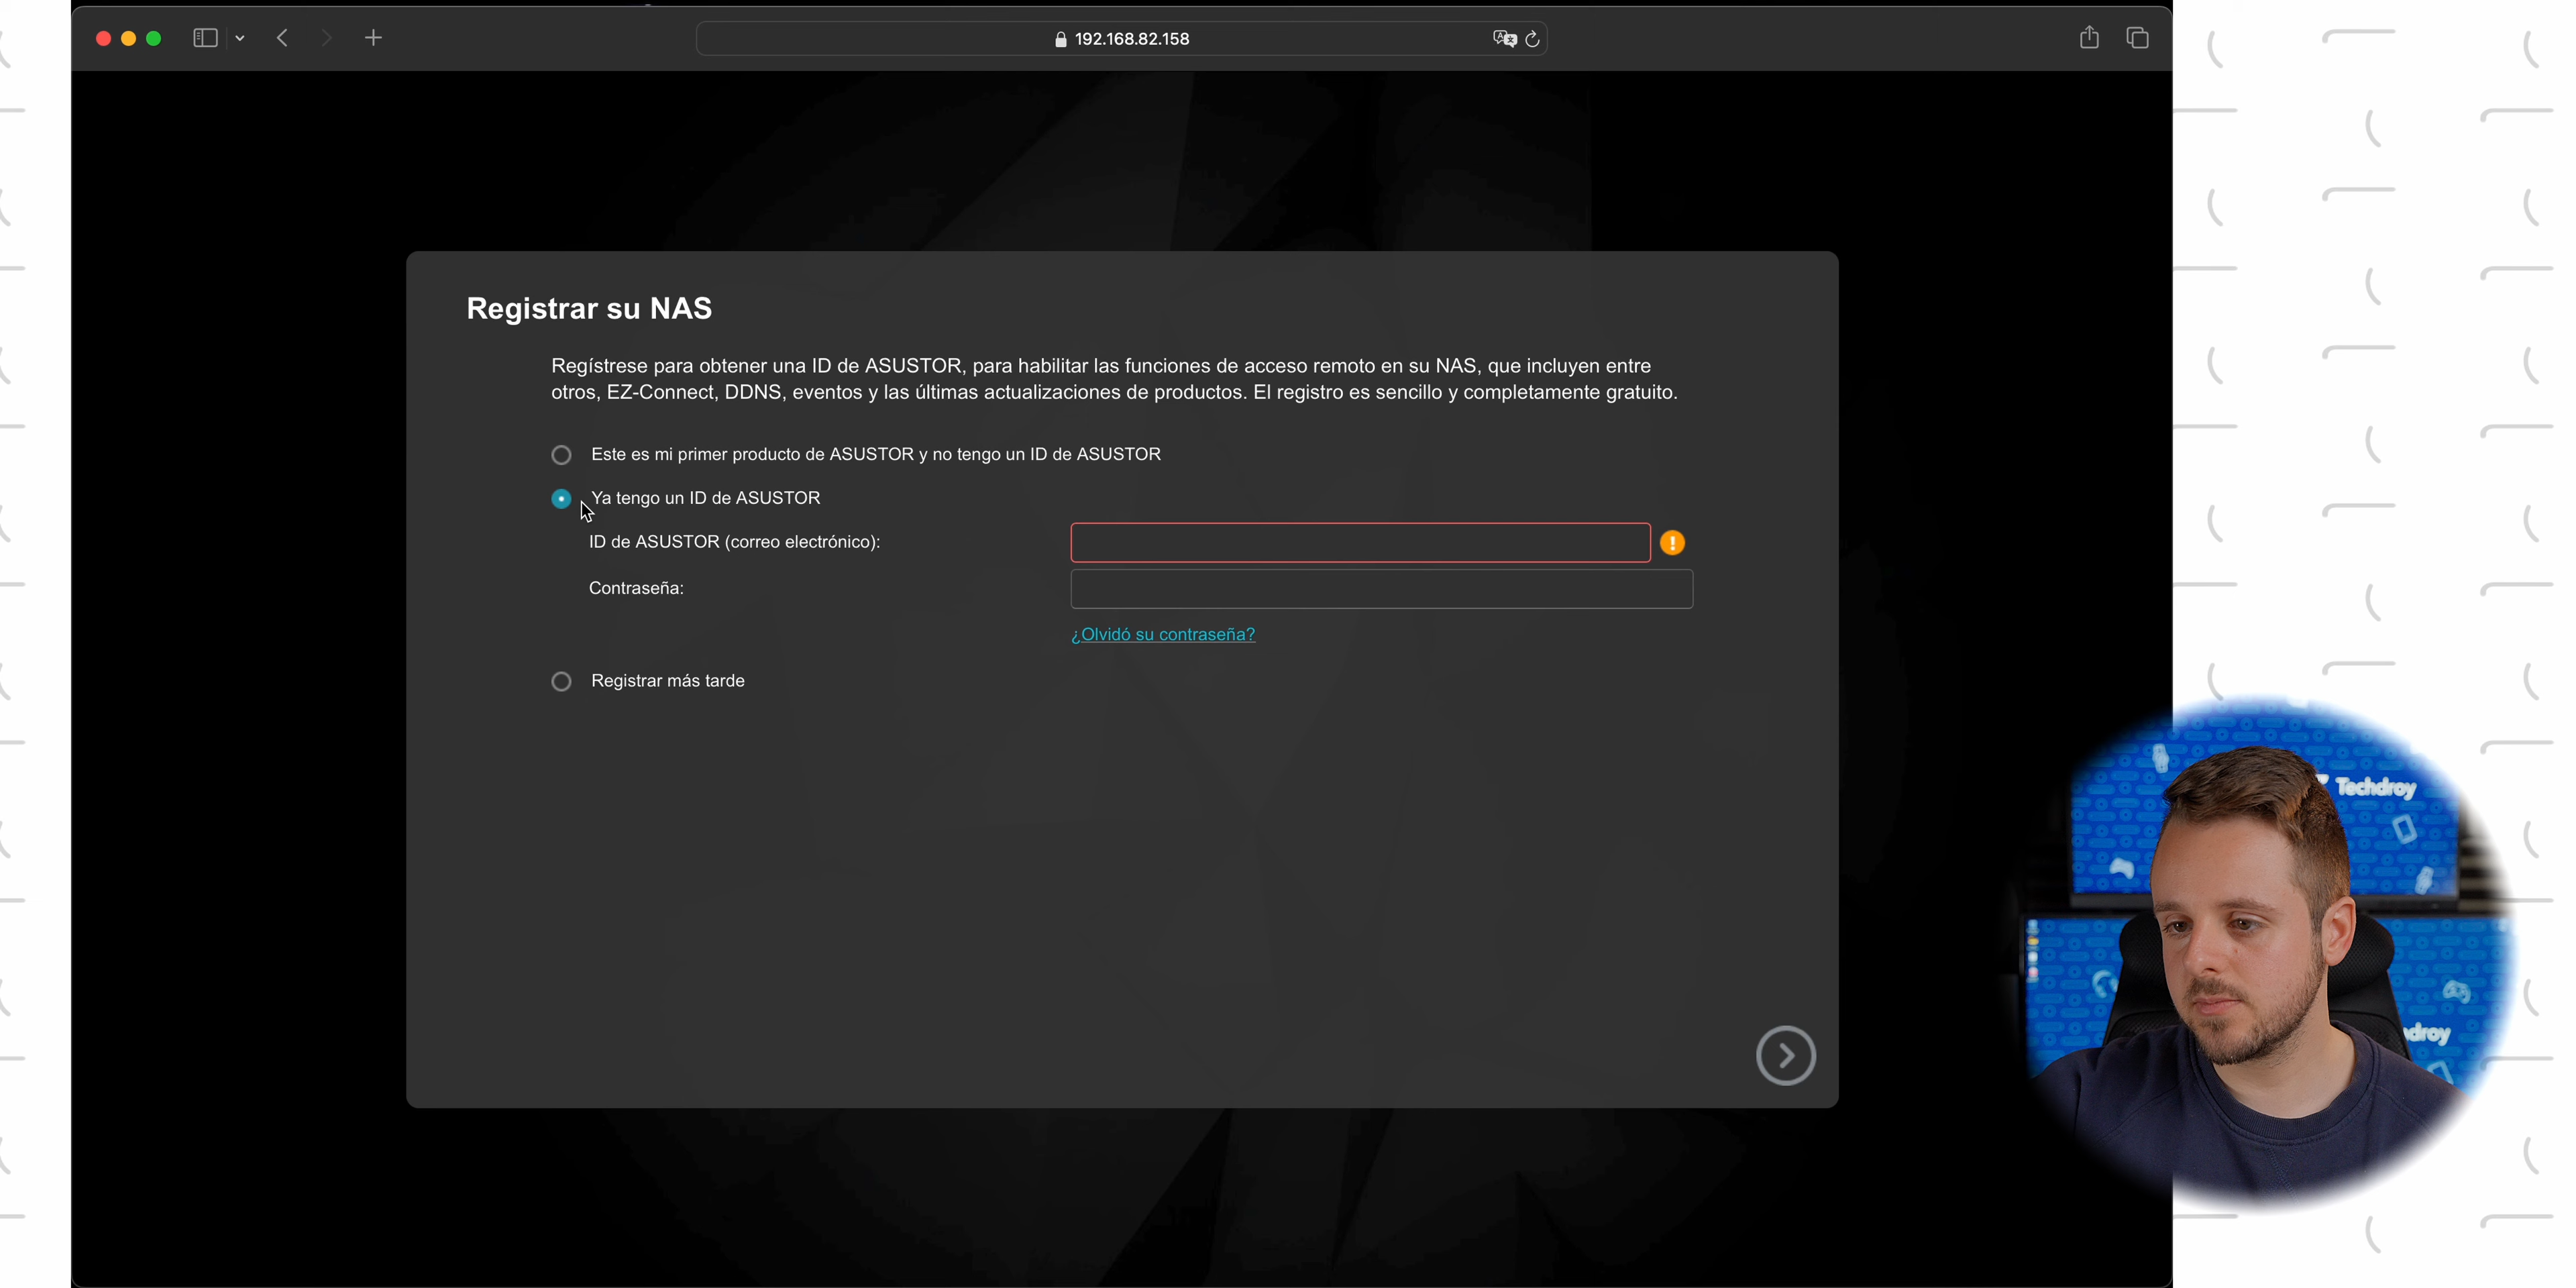 192.168.82.158
Registrar su NAS
Regístrese para obtener una ID de ASUSTOR, para habilitar las funciones de acceso remoto en su NAS, que incluyen entre
otros, EZ-Connect, DDNS, eventos y las últimas actualizaciones de productos. El registro es sencillo y completamente gratuito.
Este es mi primer producto de ASUSTOR y no tengo un ID de ASUSTOR
Ya tengo un ID de ASUSTOR
ID de ASUSTOR (correo electrónico):
Contraseña:
¿Olvidó su contraseña?
Registrar más tarde
Techdroy
droy